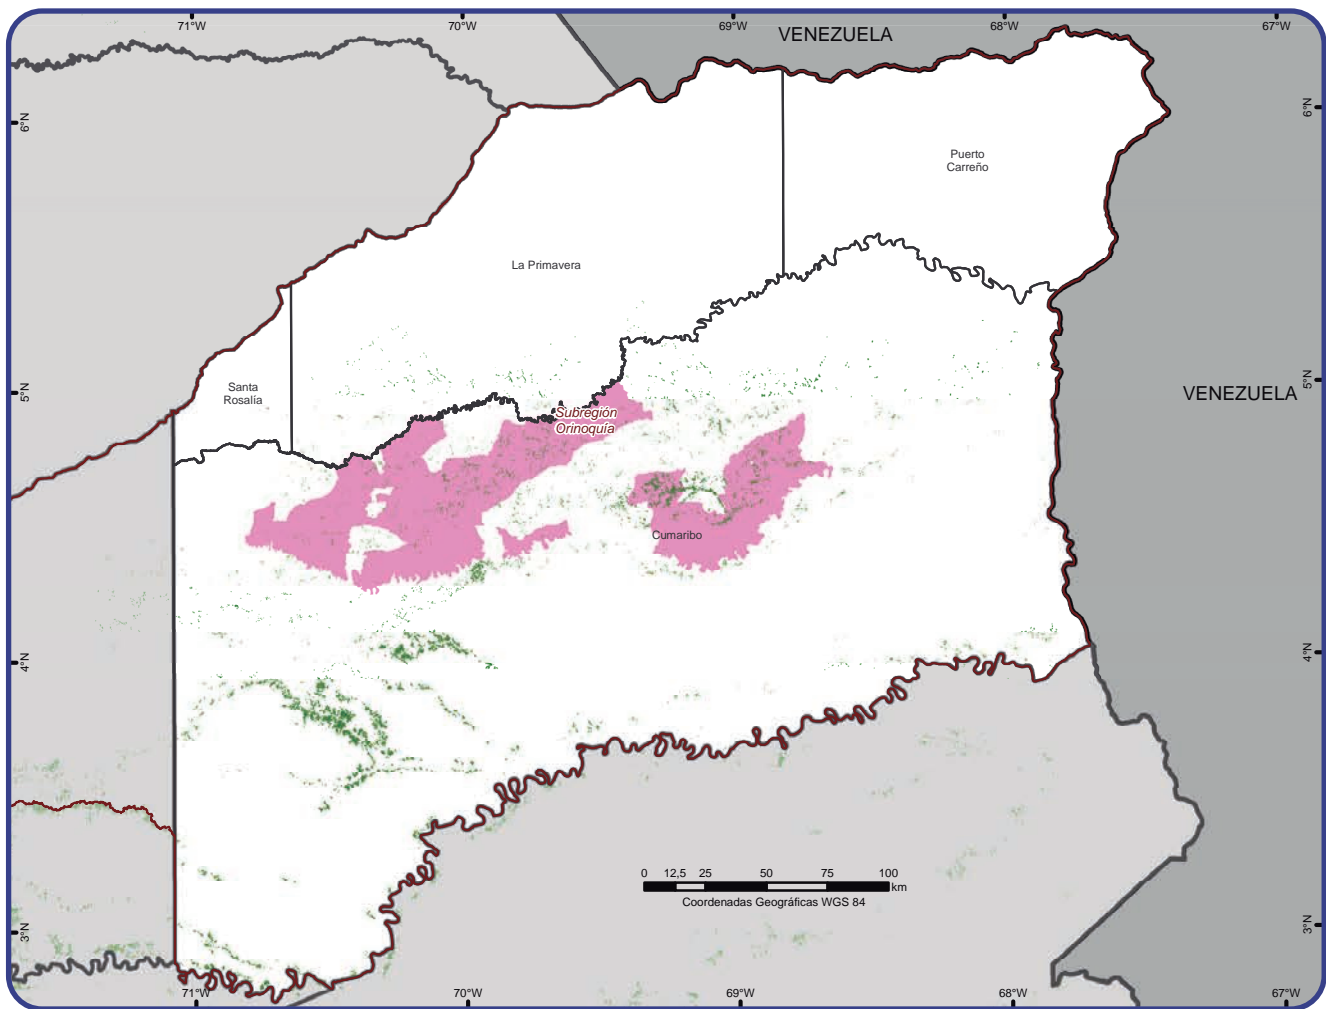 71°W
70°W
69°W
68°W
67°W
VENEZUELA
6°N
6°N
Puerto
Carreño
La Primavera
Santa
Rosalía
5°N
5°N
VENEZUELA
Subregión
Orinoquía
Cumaribo
4°N
4°N
0 12,5 25 50 75 100
km
Coordenadas Geográficas WGS 84
3°N
3°N
71°W
70°W
69°W
68°W
67°W